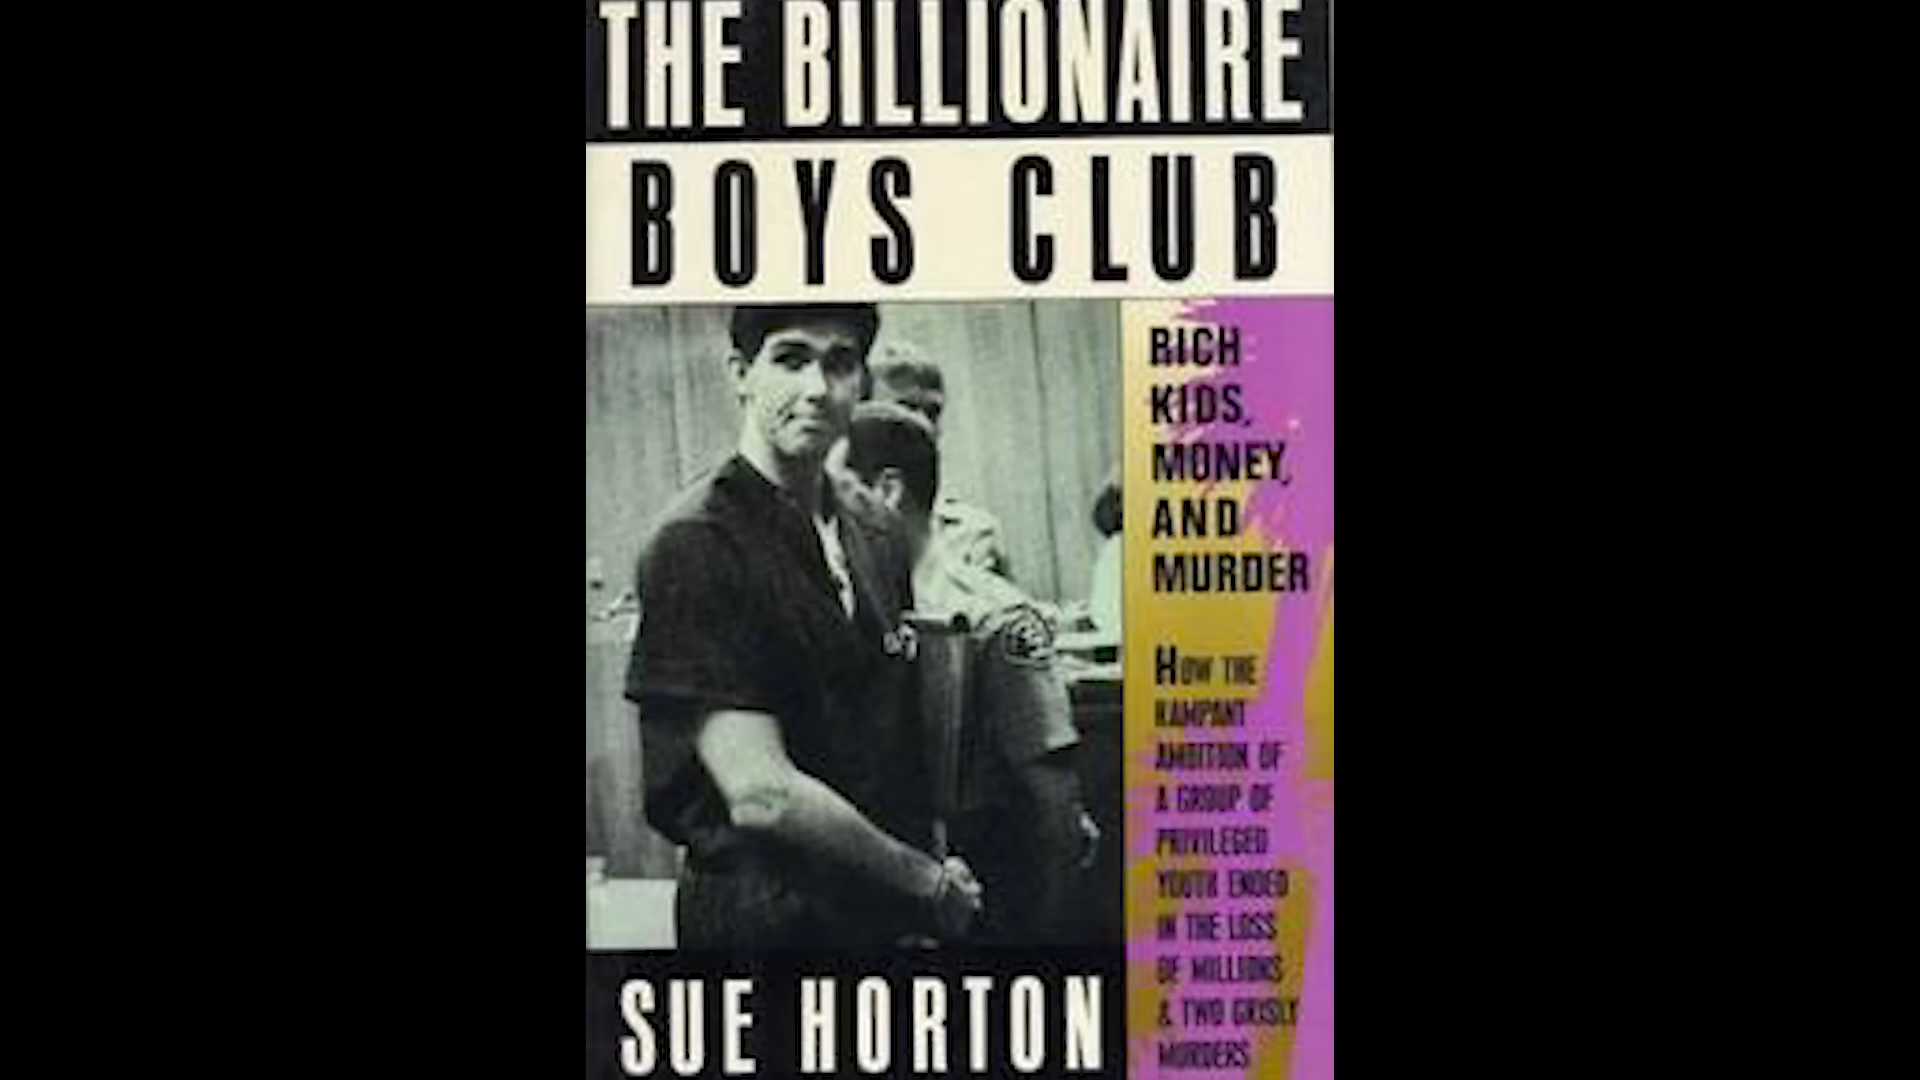 THE BILLIONAIRE
BOYS CLUB
RICH
KIDS,
MONEY,
AND
MURDER
HOW THE
RAMPANT
AMBITION OF
A GROUP OF
PRIVILEGED
YOUTH ENDED
IN THE LOSS
OF MILLIONS
& TWO GRISLY
MURDERS
SUE HORTON